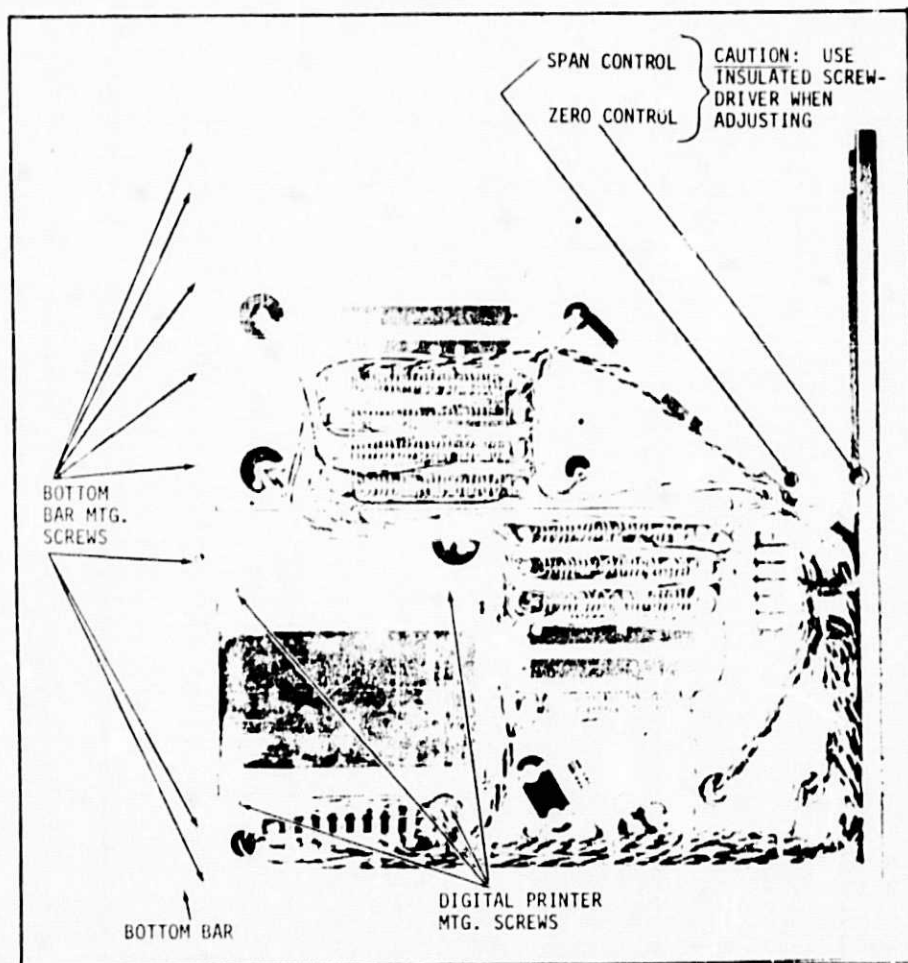 SPAN CONTROL
ZERO CONTROL
CAUTION: USE
INSULATED SCREW-
DRIVER WHEN
ADJUSTING
BOTTOM
BAR MTG.
SCREWS
DIGITAL PRINTER
MTG. SCREWS
BOTTOM BAR